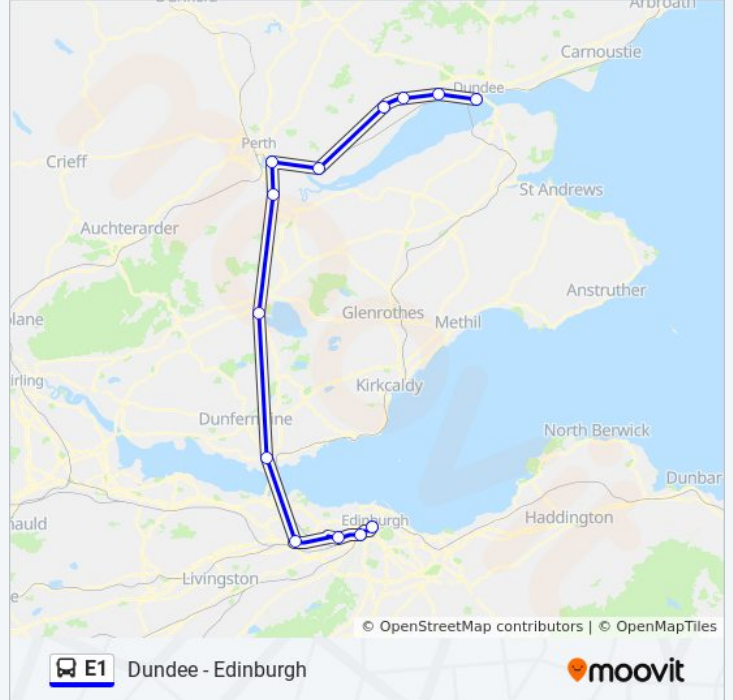 Arbroath
Carnoustie
Dundee
Perth
Crieff
St Andrews
Auchterarder
Anstruther
Glenrothes
Methil
Kirkcaldy
Dunfermline
North Berwick
Dunbar
Edinburgh
Haddington
Livingston
© OpenStreetMap contributors | © OpenMapTiles
E1 Dundee - Edinburgh
moovit